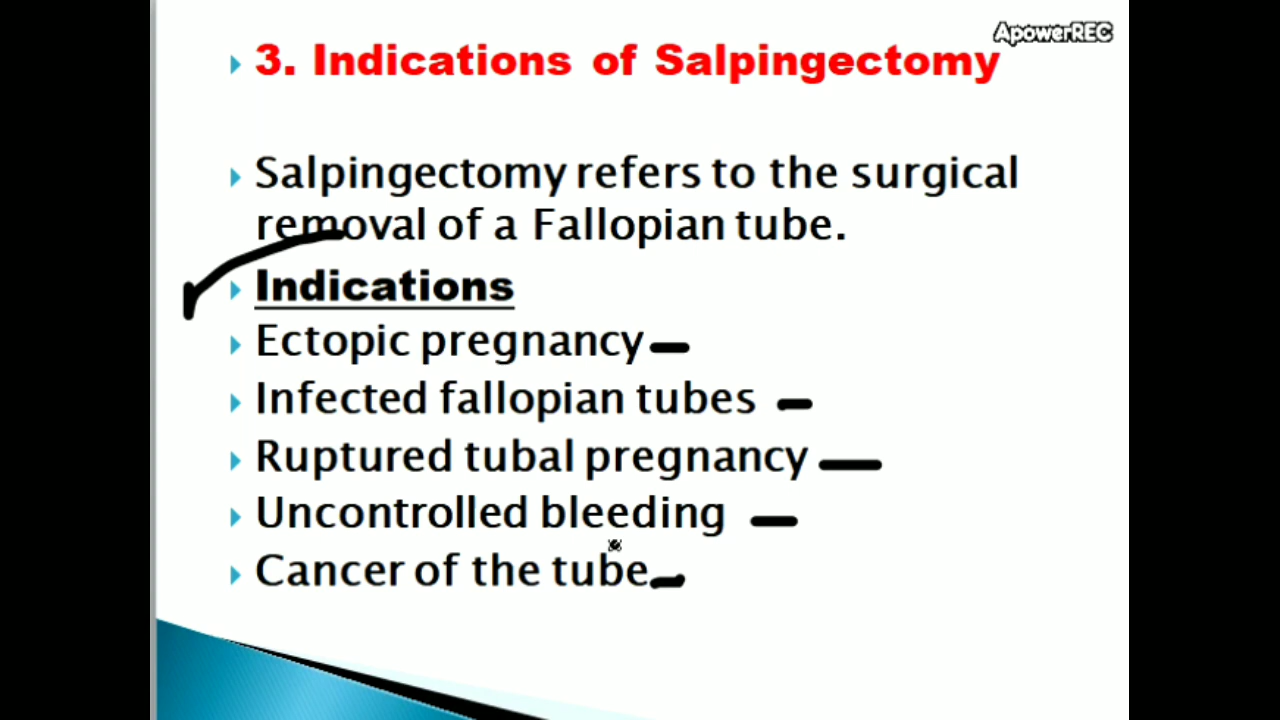 ApowerREC
3. Indications of Salpingectomy
Salpingectomy refers to the surgical
removal of a Fallopian tube.
Indications
Ectopic pregnancy
Infected fallopian tubes
Ruptured tubal pregnancy
Uncontrolled bleeding
Cancer of the tube